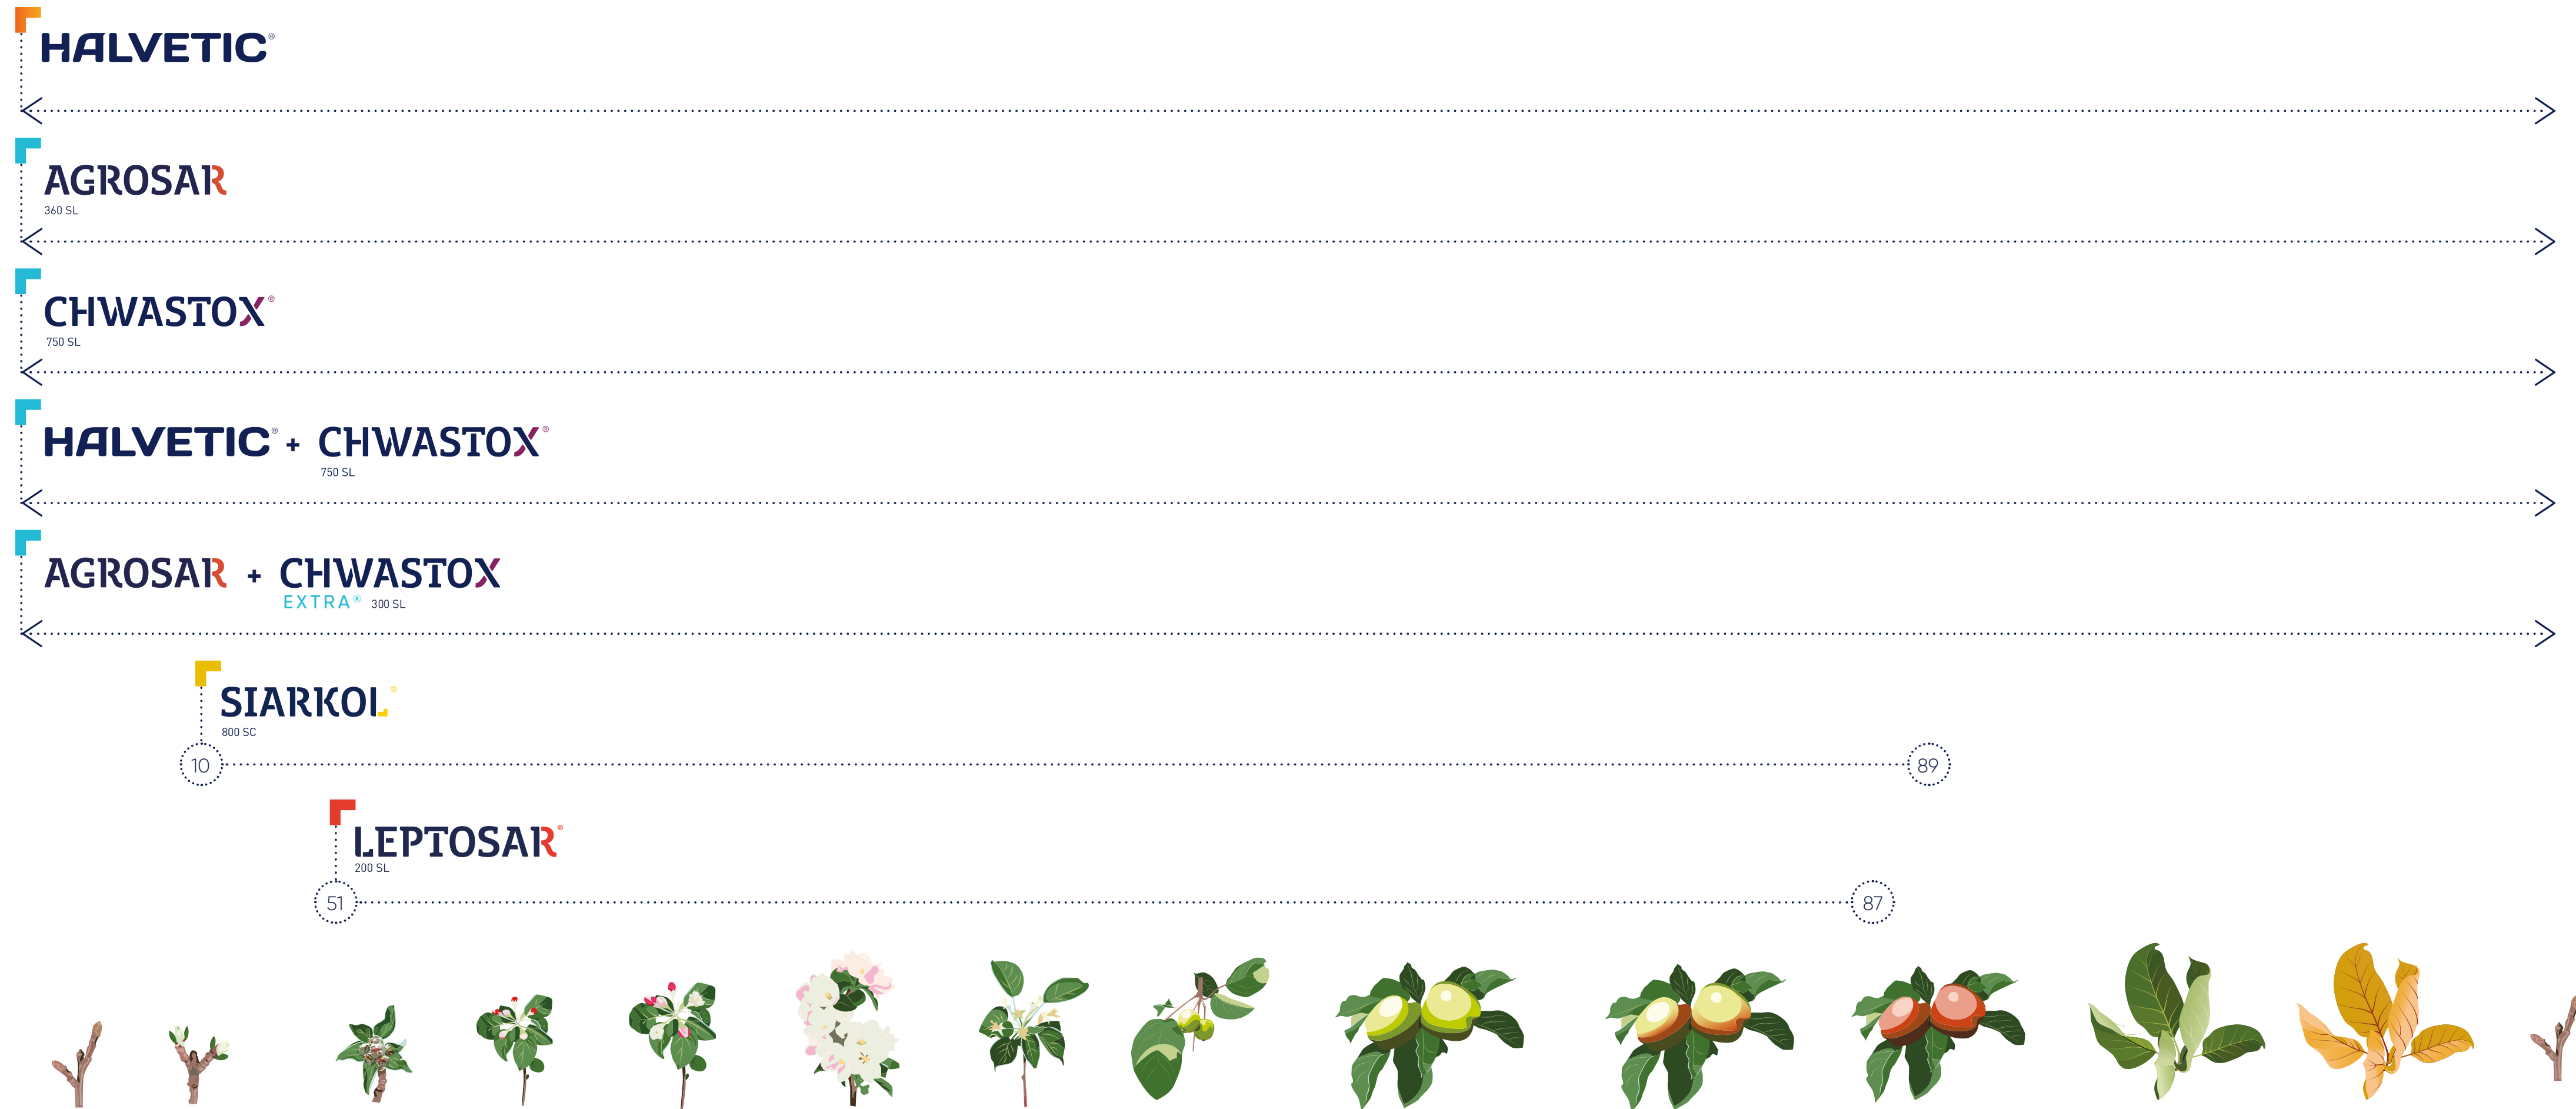 HALVETIC®
AGROSAR
360 SL
CHWASTOX®
750 SL
HALVETIC® + CHWASTOX®
750 SL
AGROSAR + CHWASTOX
EXTRA® 300 SL
SIARKOL®
800 SC
10 89
LEPTOSAR®
200 SL
51 87